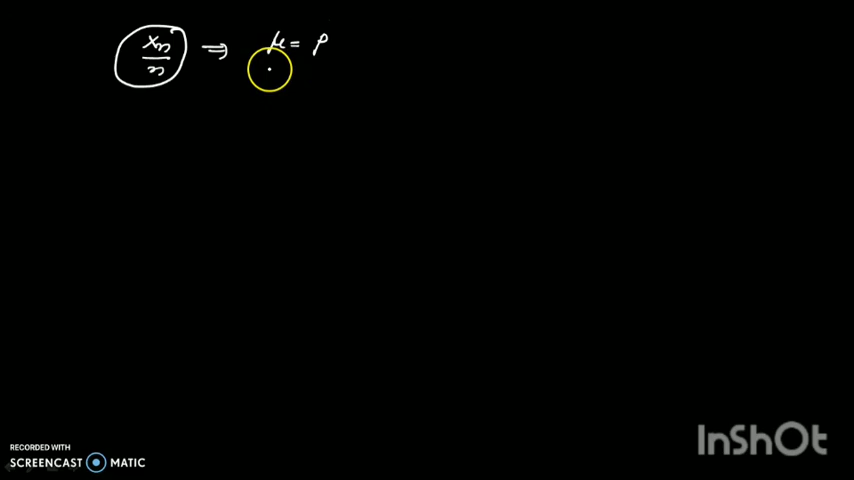 Xn/n ⇒ μ = p
RECORDED WITH
SCREENCAST MATIC
InShOt